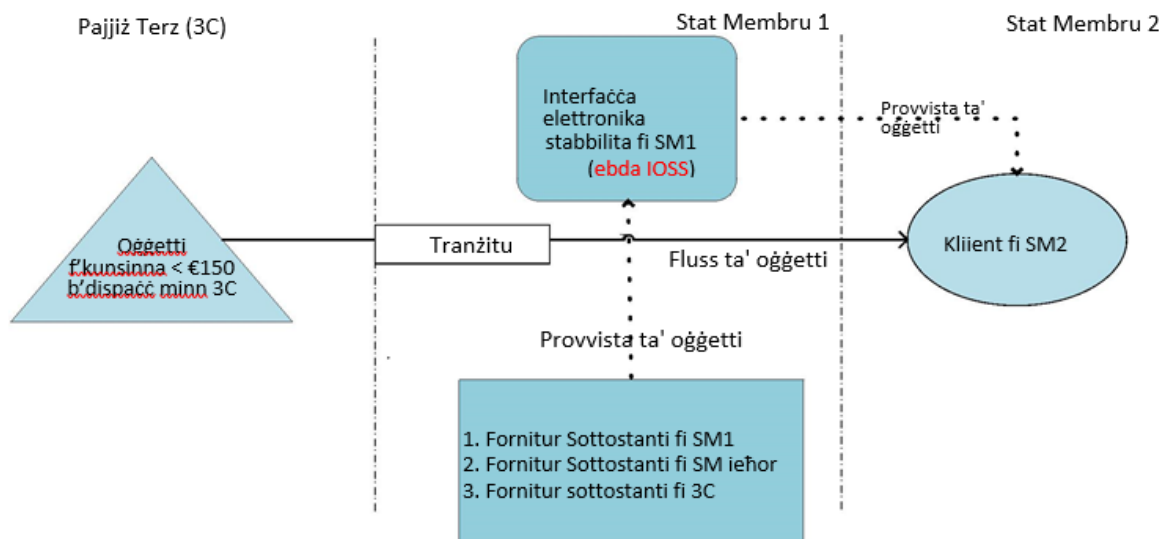 Pajjiż Terz (3C)
Stat Membru 1
Stat Membru 2
Interfaċċa
elettronika
stabbilita fi SM1
(ebda IOSS)
Provvista ta'
oġġetti
Oġġetti
f'kunsinna < €150
b'dispaċċ minn 3C
Tranżitu
Fluss ta' oġġetti
Kliient fi SM2
Provvista ta' oġġetti
1. Fornitur Sottostanti fi SM1
2. Fornitur Sottostanti fi SM ieħor
3. Fornitur sottostanti fi 3C